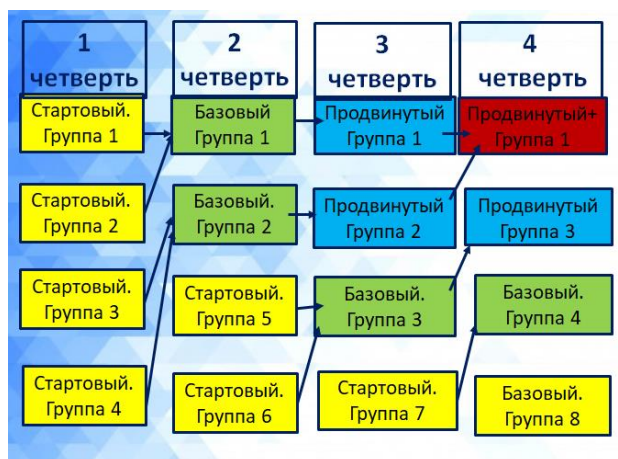 1
четверть
2
четверть
3
четверть
4
четверть
Стартовый.
Группа 1
Базовый
Группа 1
Продвинутый
Группа 1
Продвинутый+
Группа 1
Стартовый.
Группа 2
Базовый.
Группа 2
Продвинутый
Группа 2
Продвинутый
Группа 3
Стартовый.
Группа 3
Стартовый.
Группа 5
Базовый.
Группа 3
Базовый.
Группа 4
Стартовый.
Группа 4
Стартовый.
Группа 6
Стартовый.
Группа 7
Базовый.
Группа 8